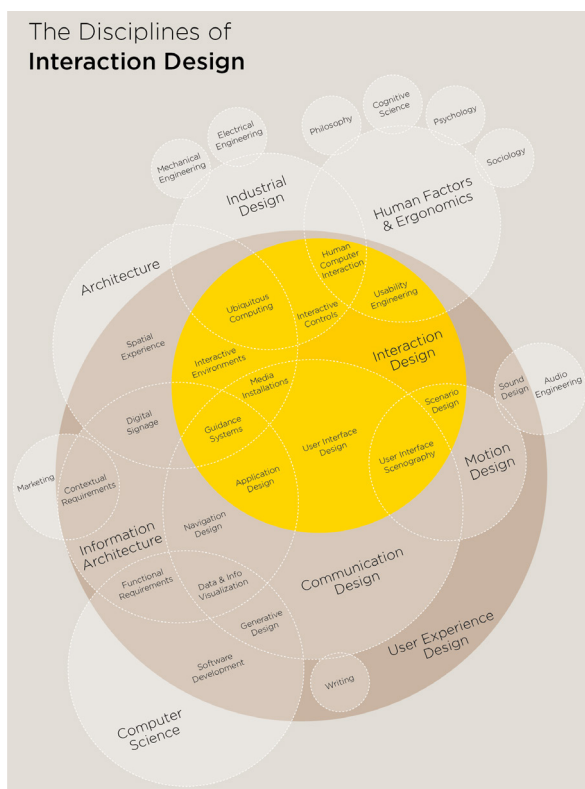 The Disciplines of
Interaction Design
Electrical
Engineering
Mechanical
Engineering
Philosophy
Cognitive
Science
Psychology
Sociology
Industrial
Design
Human Factors
& Ergonomics
Architecture
Human
Computer
Interaction
Usability
Engineering
Ubiquitous
Computing
Interactive
Controls
Spatial
Experience
Interactive
Environments
Interaction
Design
Media
Installations
Sound
Design
Audio
Engineering
Scenario
Design
Digital
Signage
Guidance
Systems
User Interface
Design
User Interface
Scenography
Motion
Design
Marketing
Contextual
Requirements
Application
Design
Information
Architecture
Navigation
Design
Communication
Design
Functional
Requirements
Data & Info
Visualization
Generative
Design
User Experience
Design
Software
Development
Writing
Computer
Science